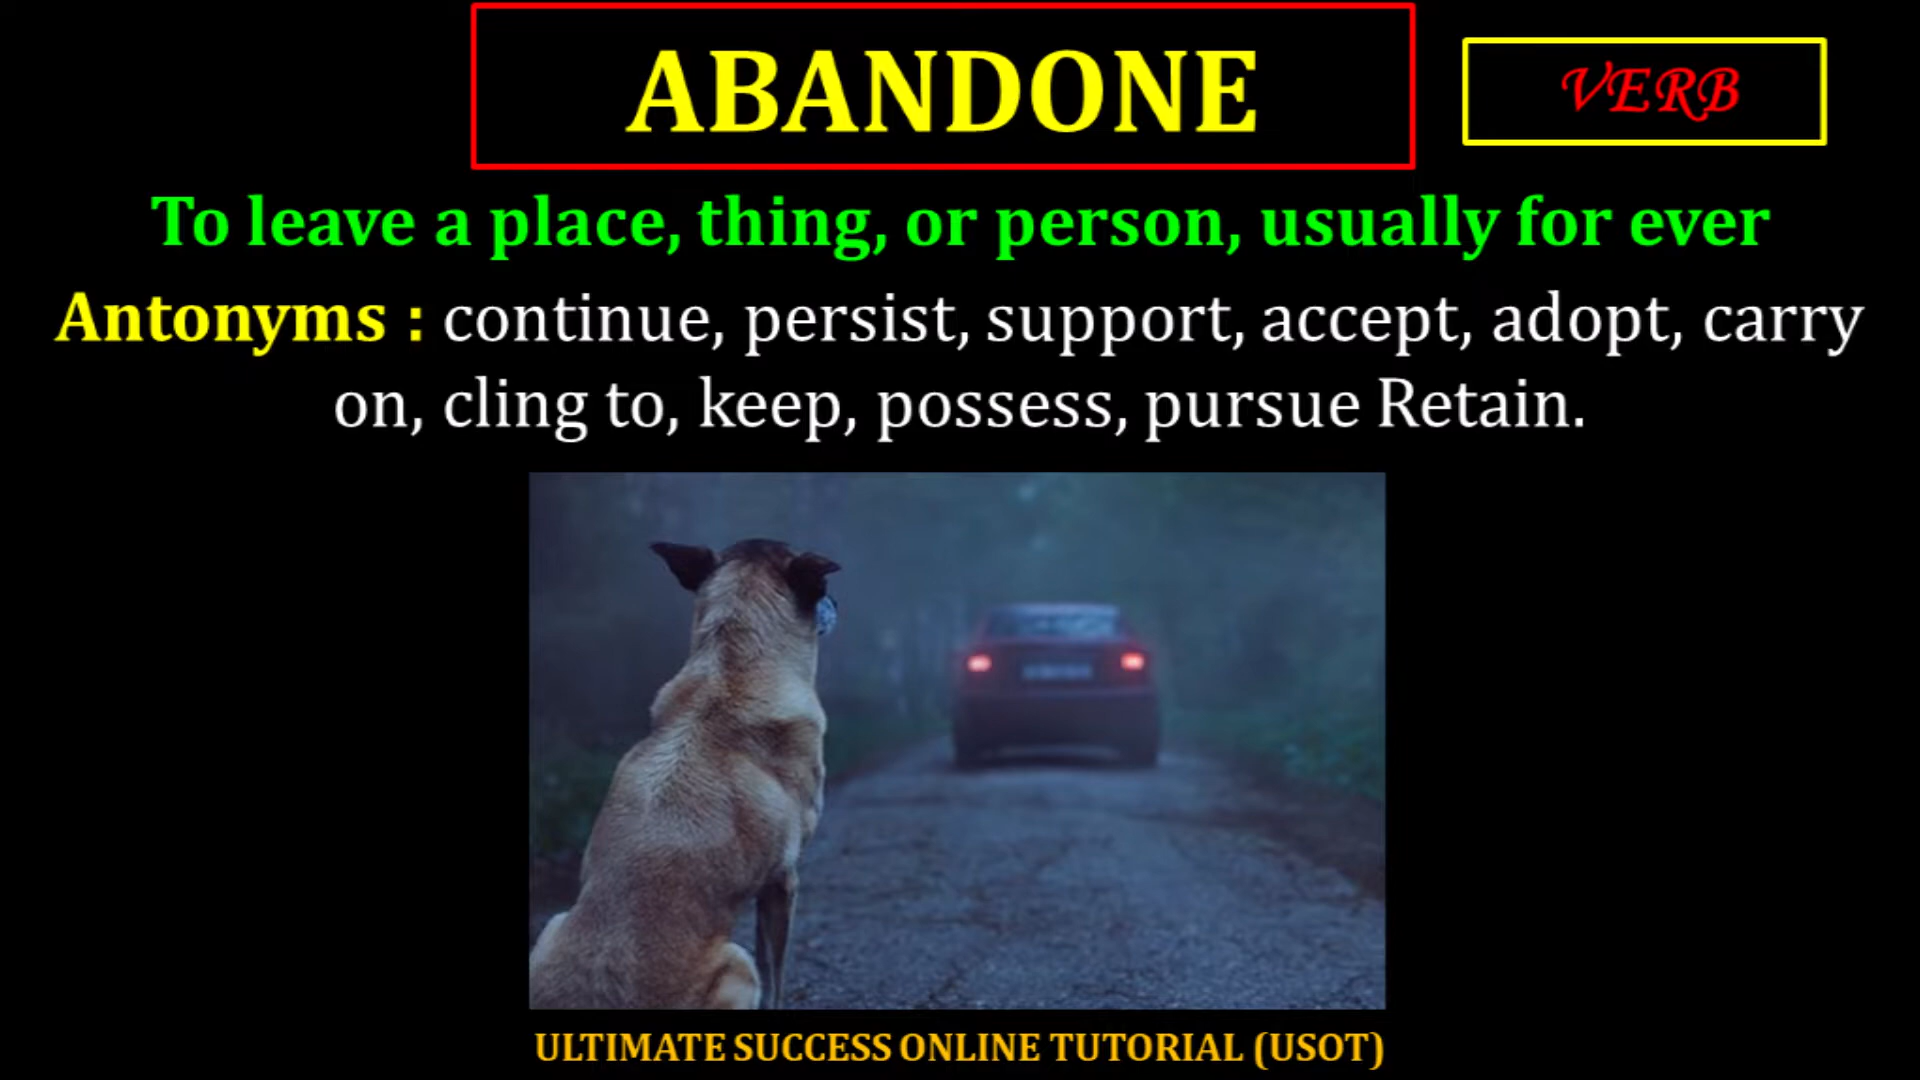 ABANDONE
VERB
To leave a place, thing, or person, usually for ever
Antonyms : continue, persist, support, accept, adopt, carry
on, cling to, keep, possess, pursue Retain.
ULTIMATE SUCCESS ONLINE TUTORIAL (USOT)